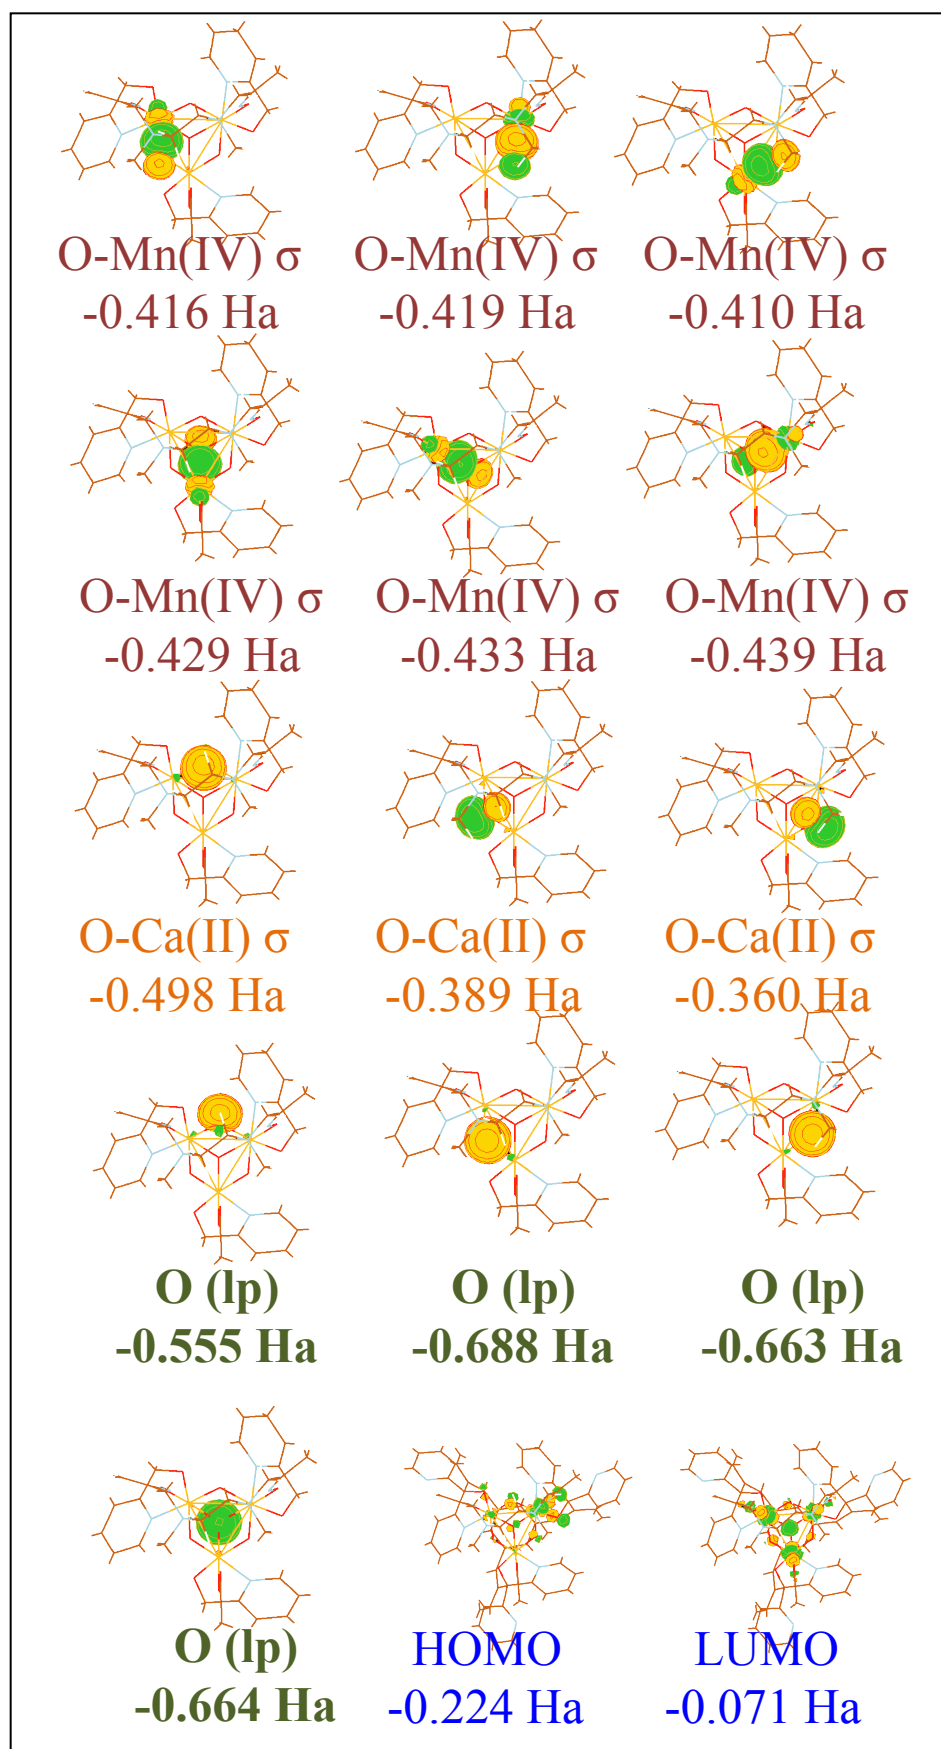 O-Mn(IV) σ O-Mn(IV) σ O-Mn(IV) σ
-0.416 Ha -0.419 Ha -0.410 Ha
O-Mn(IV) σ O-Mn(IV) σ O-Mn(IV) σ
-0.429 Ha -0.433 Ha -0.439 Ha
O-Ca(II) σ O-Ca(II) σ O-Ca(II) σ
-0.498 Ha -0.389 Ha -0.360 Ha
O (lp) O (lp) O (lp)
-0.555 Ha -0.688 Ha -0.663 Ha
O (lp) HOMO LUMO
-0.664 Ha -0.224 Ha -0.071 Ha